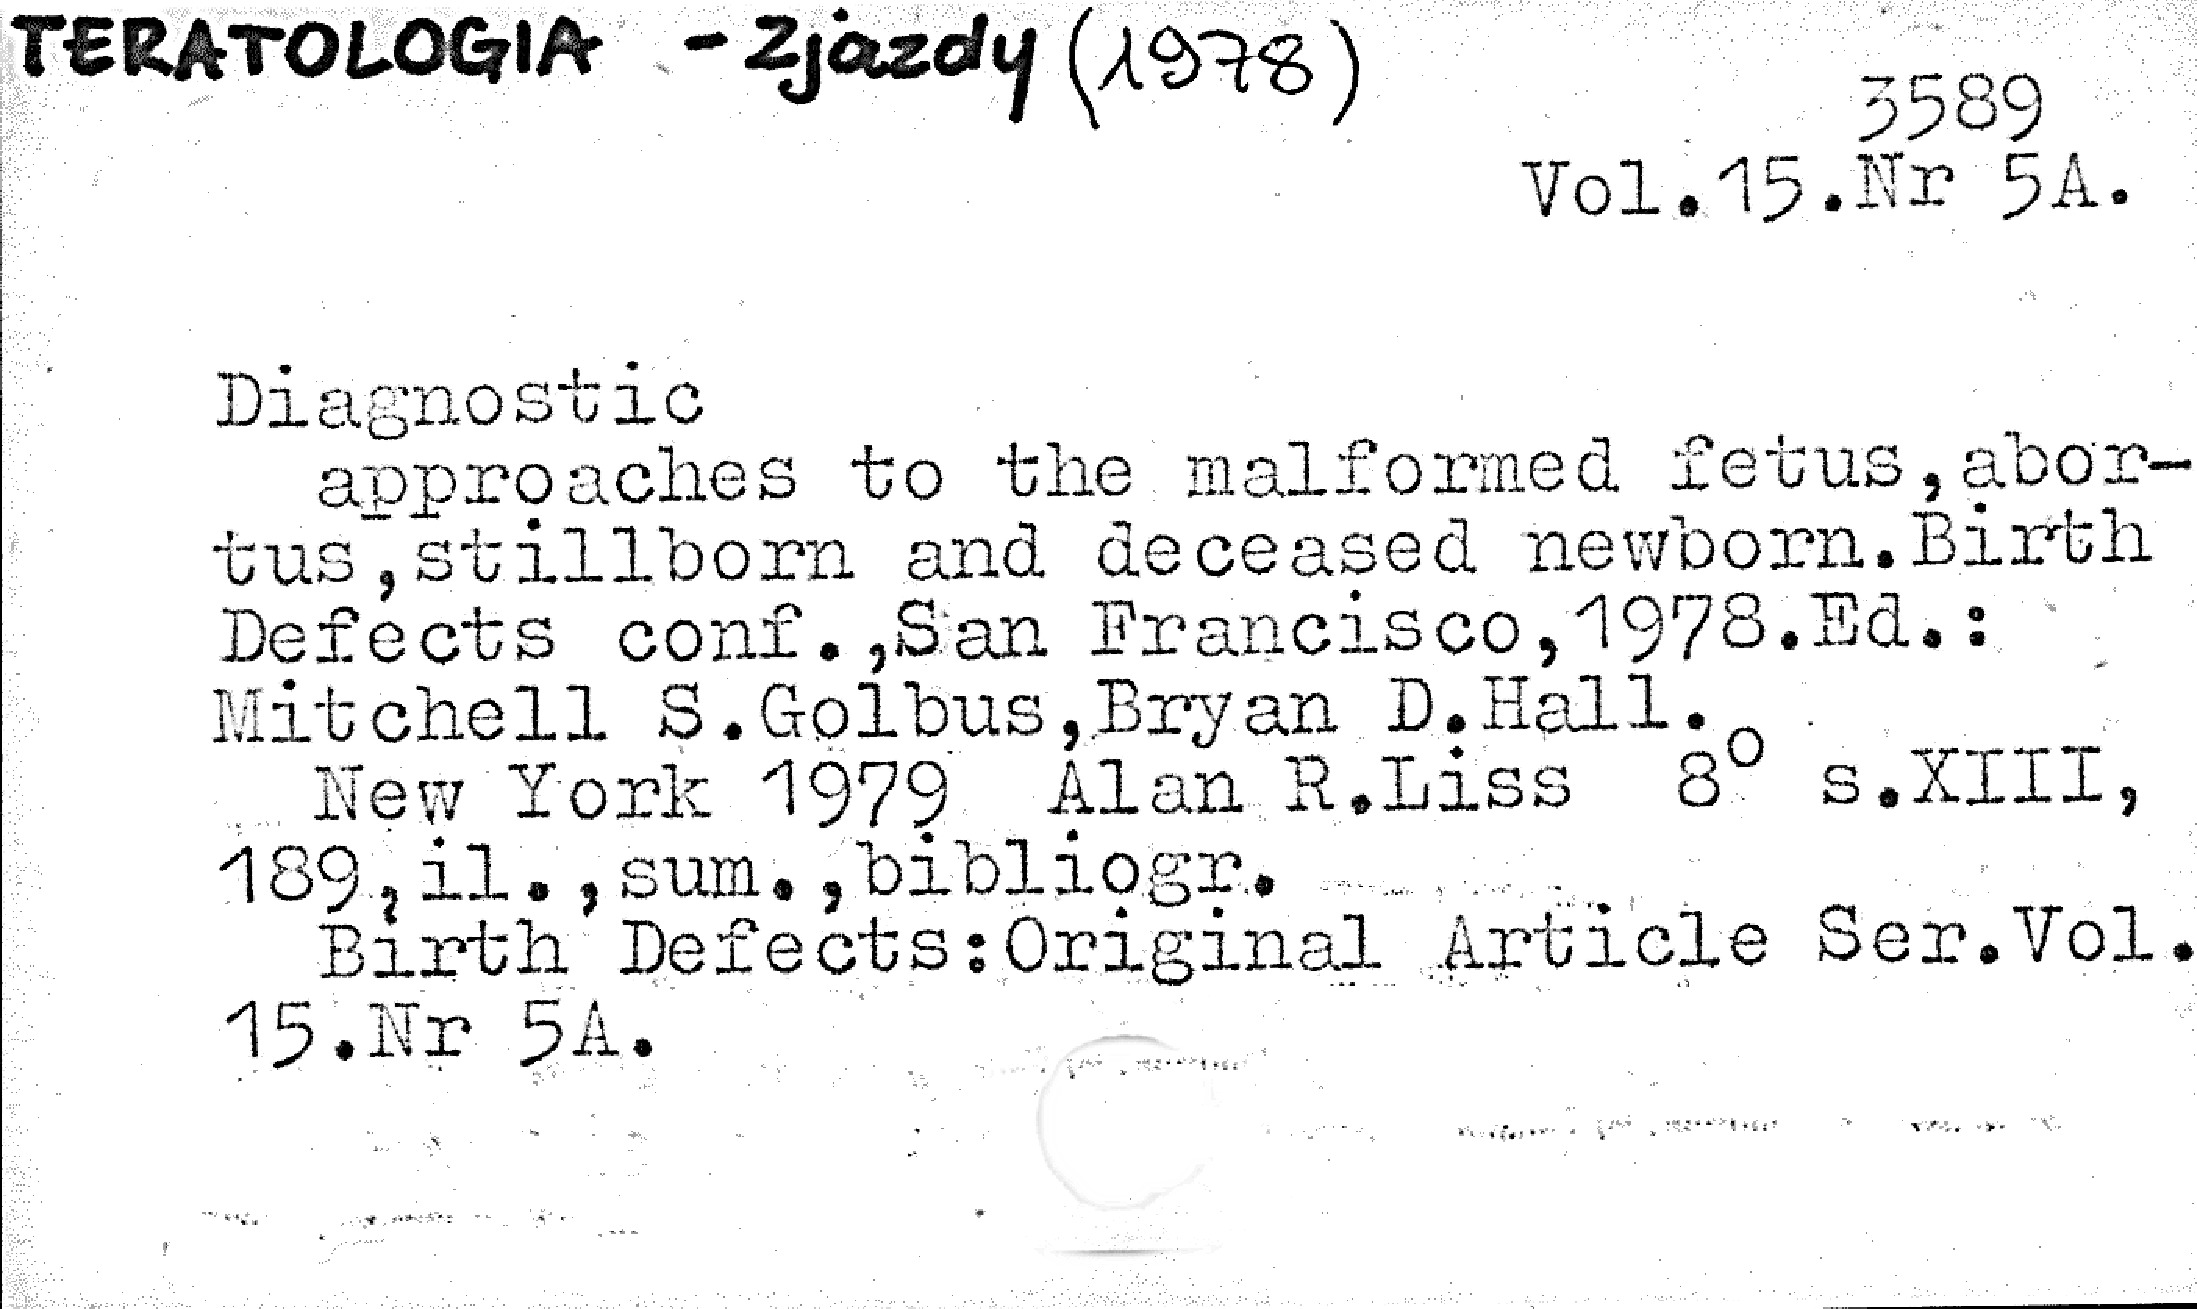 TERATOLOGIA - Zjazdy (1978)
3589
Vol.15.Nr 5A.
Diagnostic
approaches to the malformed fetus,abor-
tus,stillborn and deceased newborn.Birth
Defects conf.,San Francisco,1978.Ed.:
Mitchell S.Golbus,Bryan D.Hall.
New York 1979 Alan R.Liss 8° s.XIII,
189,il.,sum.,bibliogr.
Birth Defects:Original Article Ser.Vol.
15.Nr 5A.